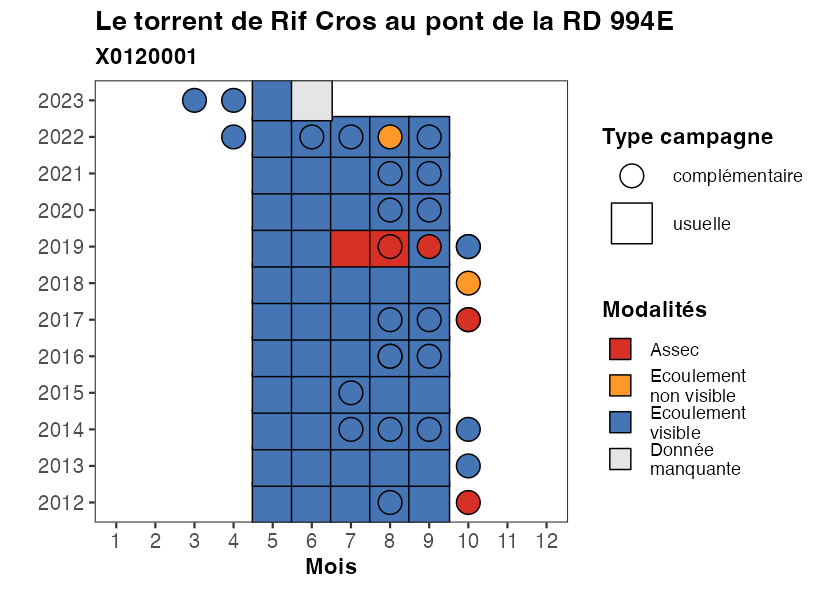 Le torrent de Rif Cros au pont de la RD 994E
X0120001
2023
2022
2021
2020
2019
2018
2017
2016
2015
2014
2013
2012
1 2 3 4 5 6 7 8 9 10 11 12
Mois
Type campagne
complémentaire
usuelle
Modalités
Assec
Ecoulement
non visible
Ecoulement
visible
Donnée
manquante